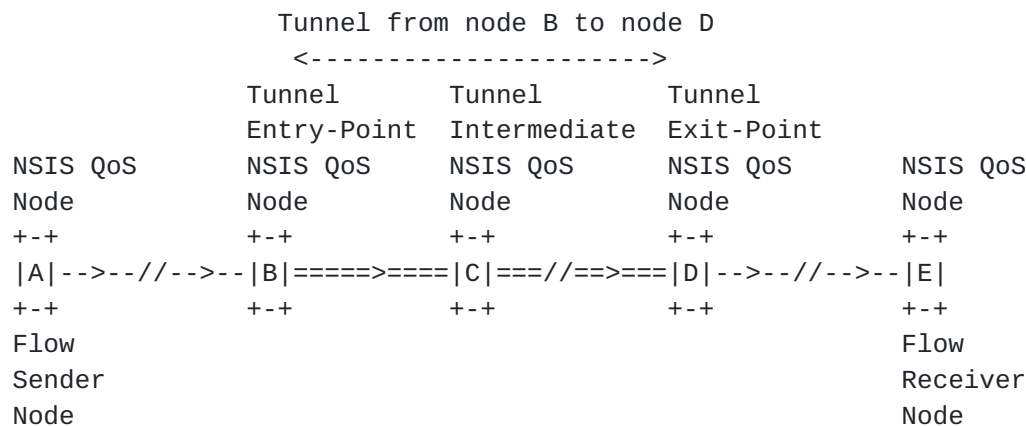 Tunnel from node B to node D
                  <---------------------->
               Tunnel       Tunnel        Tunnel
               Entry-Point  Intermediate  Exit-Point
NSIS QoS       NSIS QoS     NSIS QoS      NSIS QoS       NSIS QoS
Node           Node         Node          Node           Node
+-+            +-+          +-+           +-+            +-+
|A|-->--//-->--|B|=====>====|C|===//==>===|D|-->--//-->--|E|
+-+            +-+          +-+           +-+            +-+
Flow                                                     Flow
Sender                                                   Receiver
Node                                                     Node